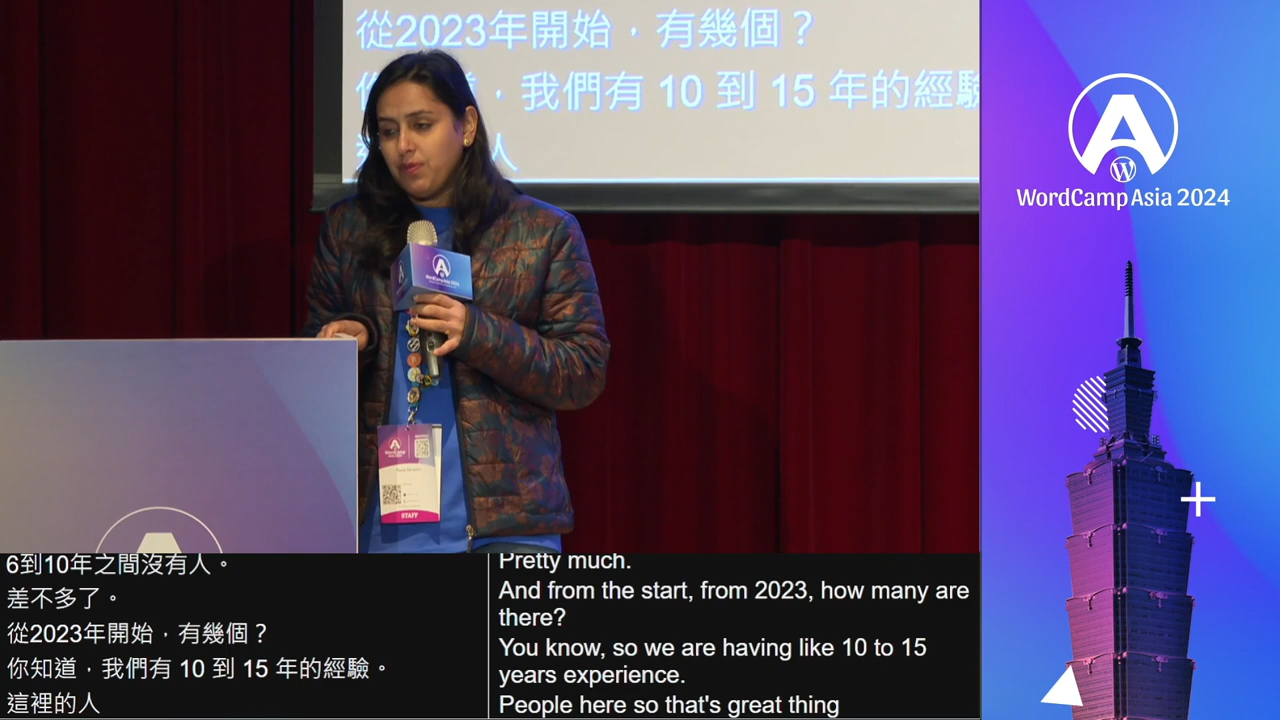 從2023年開始，有幾個？
，我們有 10 到 15 年的經驗
人
WordCamp Asia 2024
WordCamp Asia 2024
STAFF
6到10年之間沒有人。
差不多了。
從2023年開始，有幾個？
你知道，我們有 10 到 15 年的經驗。
這裡的人
Pretty much.
And from the start, from 2023, how many are
there?
You know, so we are having like 10 to 15
years experience.
People here so that's great thing